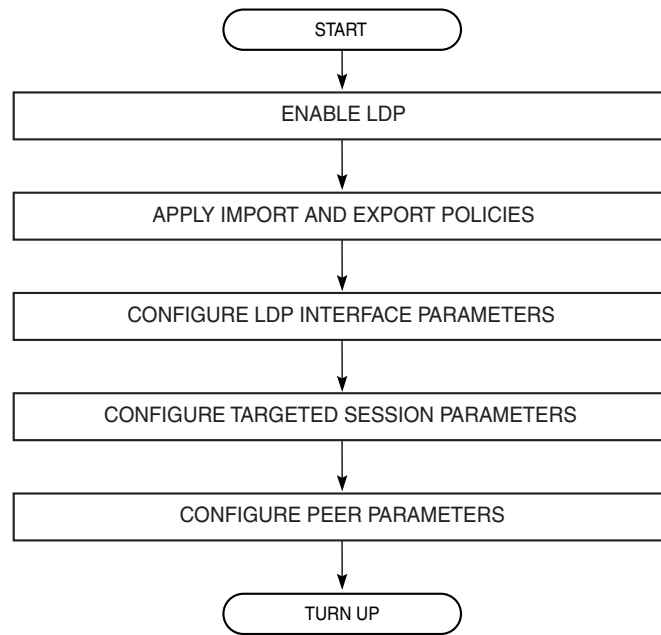 START
ENABLE LDP
APPLY IMPORT AND EXPORT POLICIES
CONFIGURE LDP INTERFACE PARAMETERS
CONFIGURE TARGETED SESSION PARAMETERS
CONFIGURE PEER PARAMETERS
TURN UP